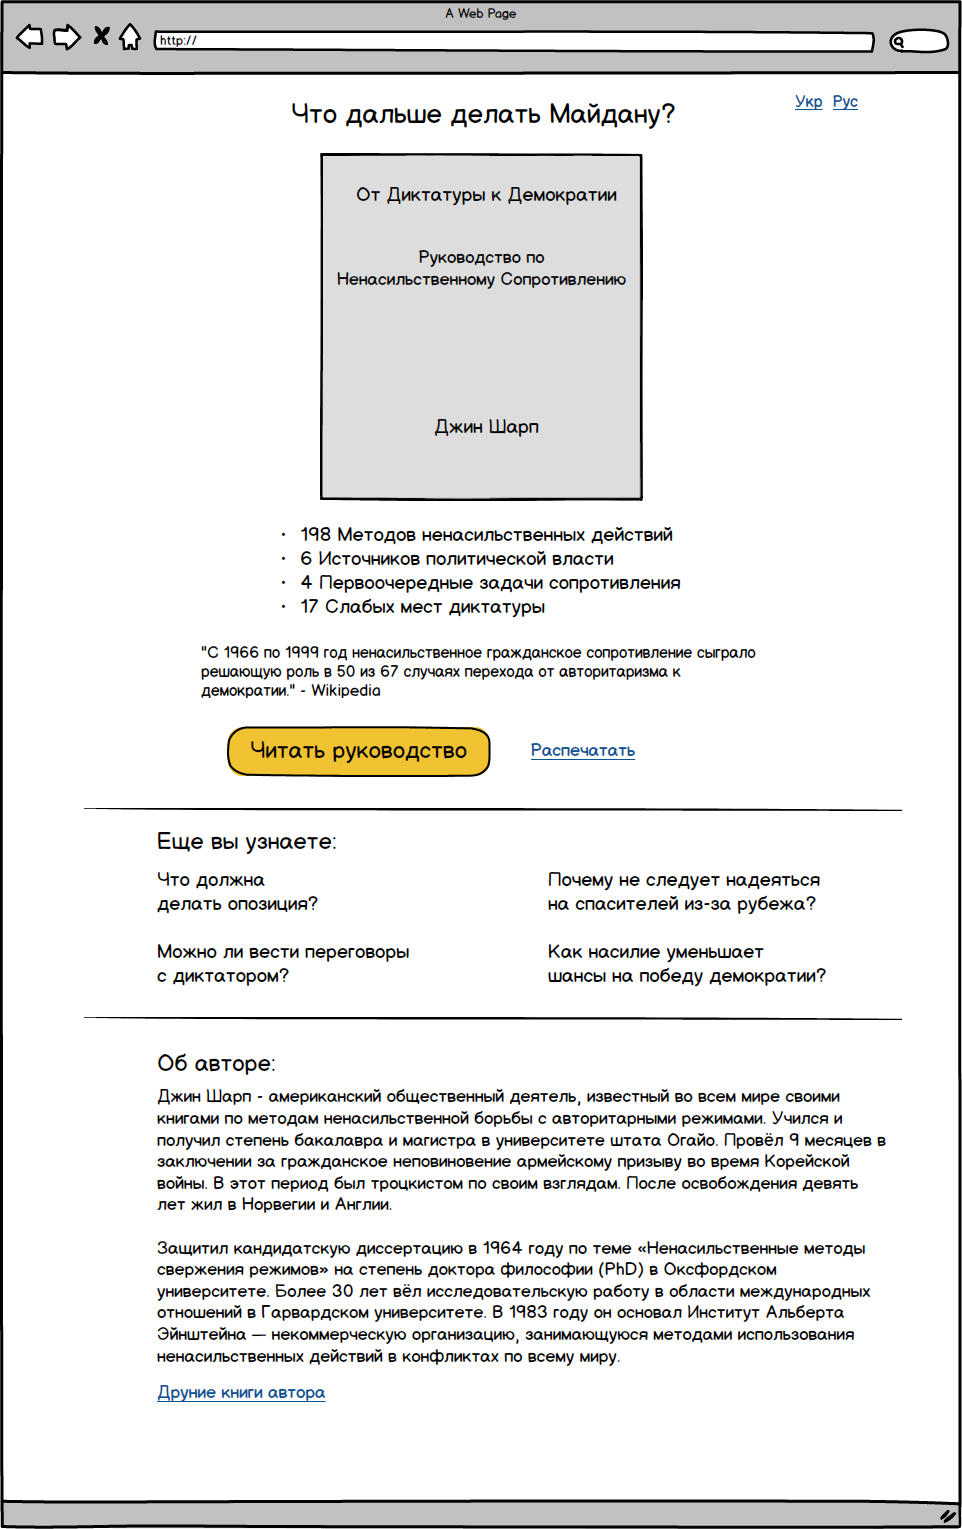 A Web Page
http://
Укр Рус
Что дальше делать Майдану?
От Диктатуры к Демократии
Руководство по
Ненасильственному Сопротивлению
Джин Шарп
• 198 Методов ненасильственных действий
• 6 Источников политической власти
• 4 Первоочередные задачи сопротивления
• 17 Слабых мест диктатуры
"С 1966 по 1999 год ненасильственное гражданское сопротивление сыграло
решающую роль в 50 из 67 случаях перехода от авторитаризма к
демократии." - Wikipedia
Читать руководство
Распечатать
Еще вы узнаете:
Что должна
делать опозиция?
Почему не следует надеяться
на спасителей из-за рубежа?
Можно ли вести переговоры
с диктатором?
Как насилие уменьшает
шансы на победу демократии?
Об авторе:
Джин Шарп - американский общественный деятель, известный во всем мире своими
книгами по методам ненасильственной борьбы с авторитарными режимами. Учился и
получил степень бакалавра и магистра в университете штата Огайо. Провёл 9 месяцев в
заключении за гражданское неповиновение армейскому призыву во время Корейской
войны. В этот период был троцкистом по своим взглядам. После освобождения девять
лет жил в Норвегии и Англии.
Защитил кандидатскую диссертацию в 1964 году по теме «Ненасильственные методы
свержения режимов» на степень доктора философии (PhD) в Оксфордском
университете. Более 30 лет вёл исследовательскую работу в области международных
отношений в Гарвардском университете. В 1983 году он основал Институт Альберта
Эйнштейна — некоммерческую организацию, занимающуюся методами использования
ненасильственных действий в конфликтах по всему миру.
Друние книги автора